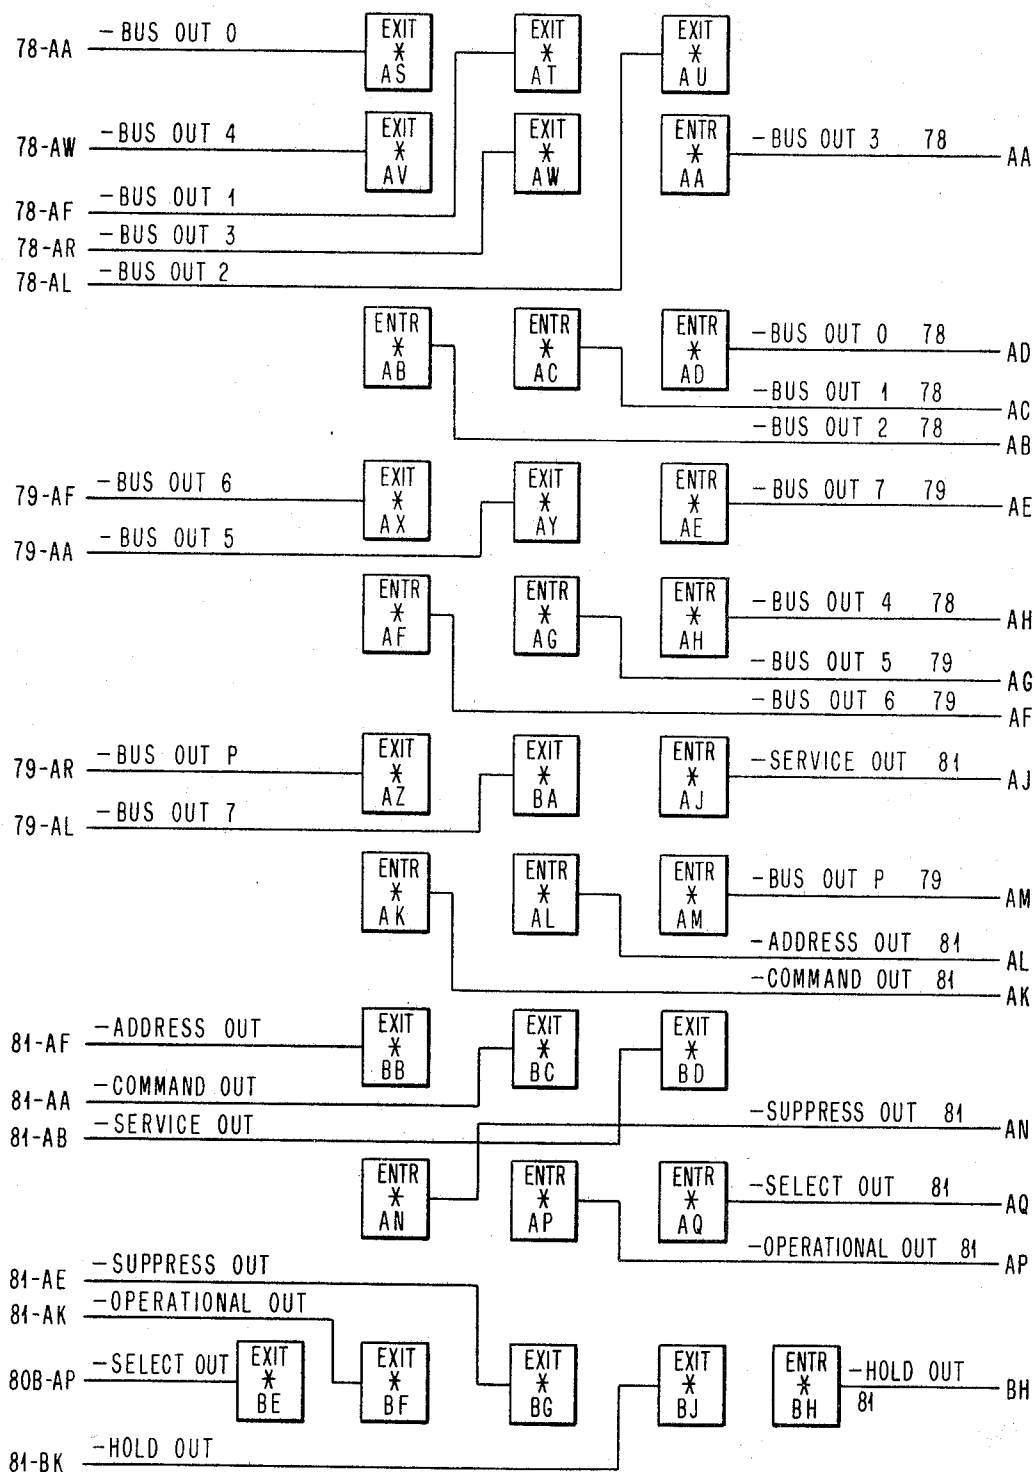 78-AA -BUS OUT 0 EXIT * AS EXIT * AT EXIT * AU
78-AW -BUS OUT 4 EXIT * AV EXIT * AW ENTR * AA -BUS OUT 3 78 AA
78-AF -BUS OUT 1
78-AR -BUS OUT 3
78-AL -BUS OUT 2
ENTR * AB ENTR * AC ENTR * AD -BUS OUT 0 78 AD
-BUS OUT 1 78 AC
-BUS OUT 2 78 AB
79-AF -BUS OUT 6 EXIT * AX EXIT * AY ENTR * AE -BUS OUT 7 79 AE
79-AA -BUS OUT 5
ENTR * AF ENTR * AG ENTR * AH -BUS OUT 4 78 AH
-BUS OUT 5 79 AG
-BUS OUT 6 79 AF
79-AR -BUS OUT P EXIT * AZ EXIT * BA ENTR * AJ -SERVICE OUT 81 AJ
79-AL -BUS OUT 7
ENTR * AK ENTR * AL ENTR * AM -BUS OUT P 79 AM
-ADDRESS OUT 81 AL
-COMMAND OUT 81 AK
81-AF -ADDRESS OUT EXIT * BB EXIT * BC EXIT * BD
81-AA -COMMAND OUT
81-AB -SERVICE OUT -SUPPRESS OUT 81 AN
ENTR * AN ENTR * AP ENTR * AQ -SELECT OUT 81 AQ
-OPERATIONAL OUT 81 AP
81-AE -SUPPRESS OUT
81-AK -OPERATIONAL OUT
80B-AP -SELECT OUT EXIT * BE EXIT * BF EXIT * BG EXIT * BJ ENTR * BH -HOLD OUT 81 BH
81-BK -HOLD OUT